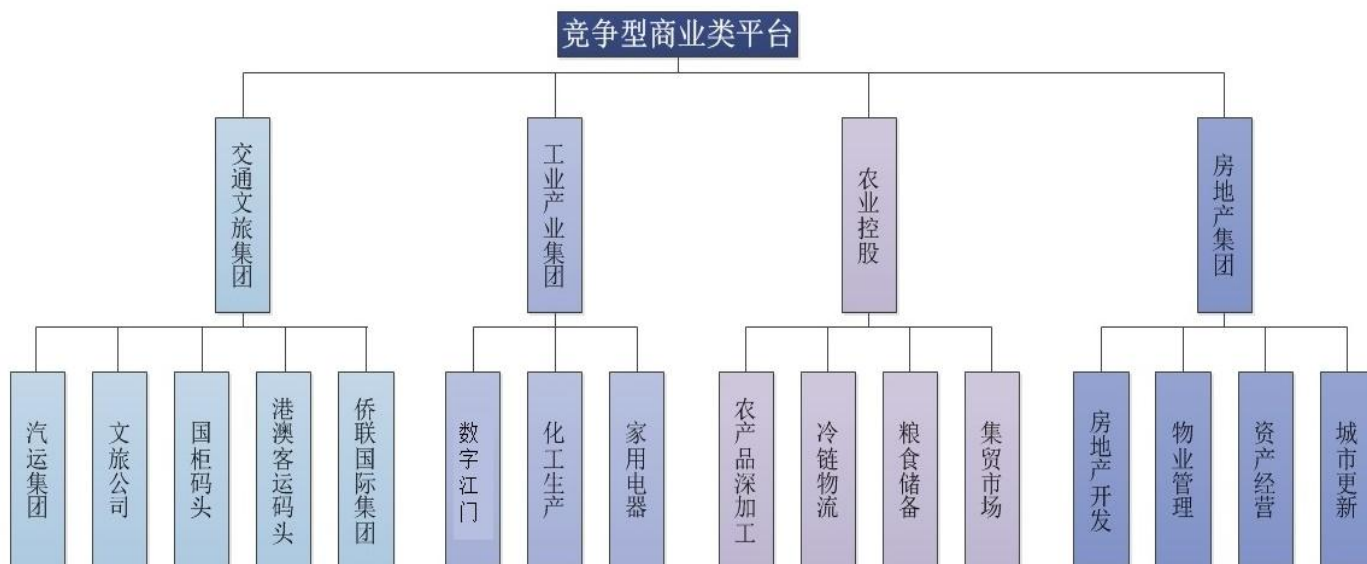 竞争型商业类平台
交通文旅集团
工业产业集团
农业控股
房地产集团
汽运集团
文旅公司
国柜码头
港澳客运码头
侨联国际集团
数字江门
化工生产
家用电器
农产品深加工
冷链物流
粮食储备
集贸市场
房地产开发
物业管理
资产经营
城市更新